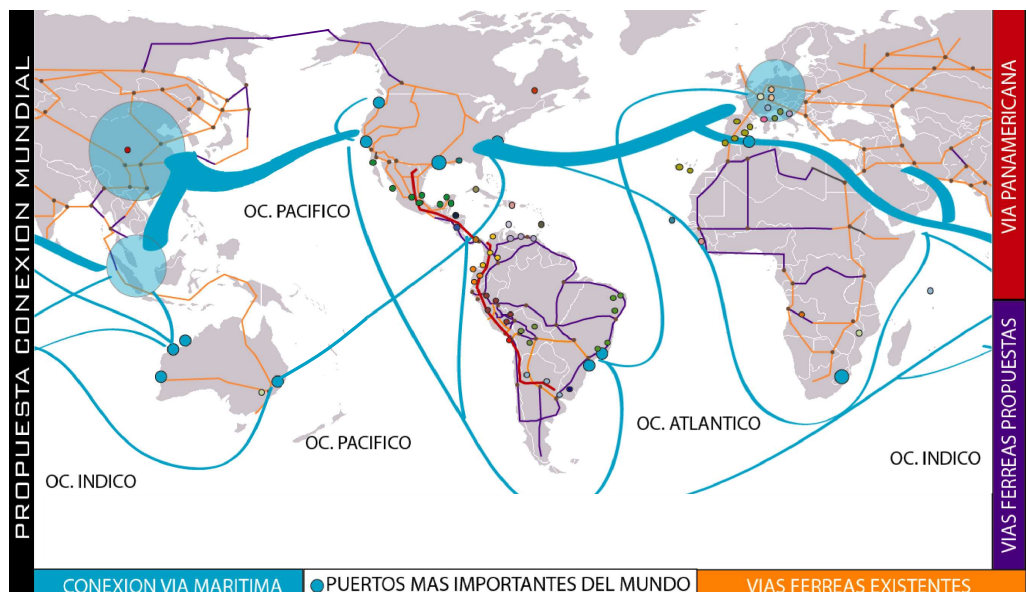 PROPUESTA CONEXION MUNDIAL
VIA PANAMERICANA
OC. PACIFICO
OC. ATLANTICO
OC. PACIFICO
OC. INDICO
OC. INDICO
VIAS FERREAS PROPUESTAS
CONEXION VIA MARITIMA
PUERTOS MAS IMPORTANTES DEL MUNDO
VIAS FERREAS EXISTENTES